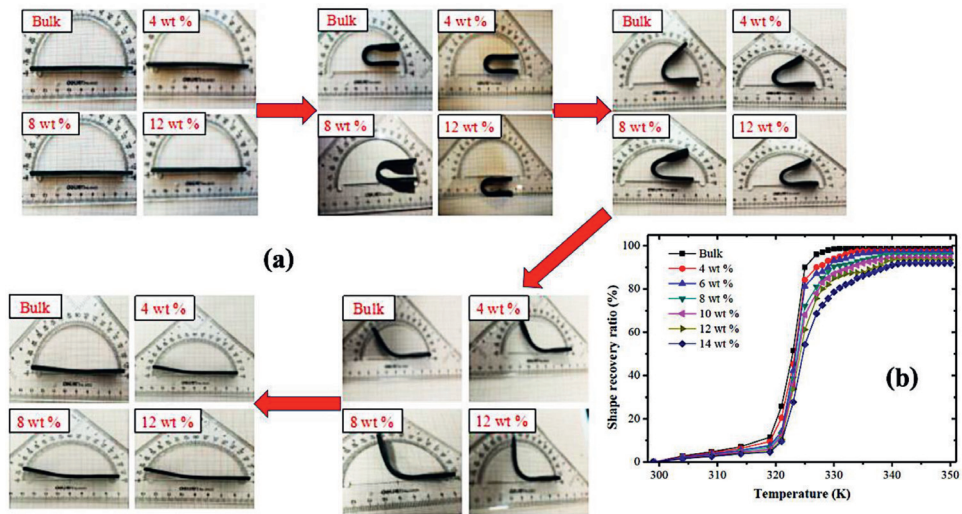 Bulk
4 wt %
8 wt %
12 wt %
Bulk
4 wt %
8 wt %
12 wt %
Bulk
4 wt %
8 wt %
12 wt %
(a)
Bulk
4 wt %
8 wt %
12 wt %
Bulk
4 wt %
8 wt %
12 wt %
Shape recovery ratio (%)
100
80
60
40
20
0
Bulk
4 wt %
6 wt %
8 wt %
10 wt %
12 wt %
14 wt %
(b)
300 310 320 330 340 350
Temperature (K)